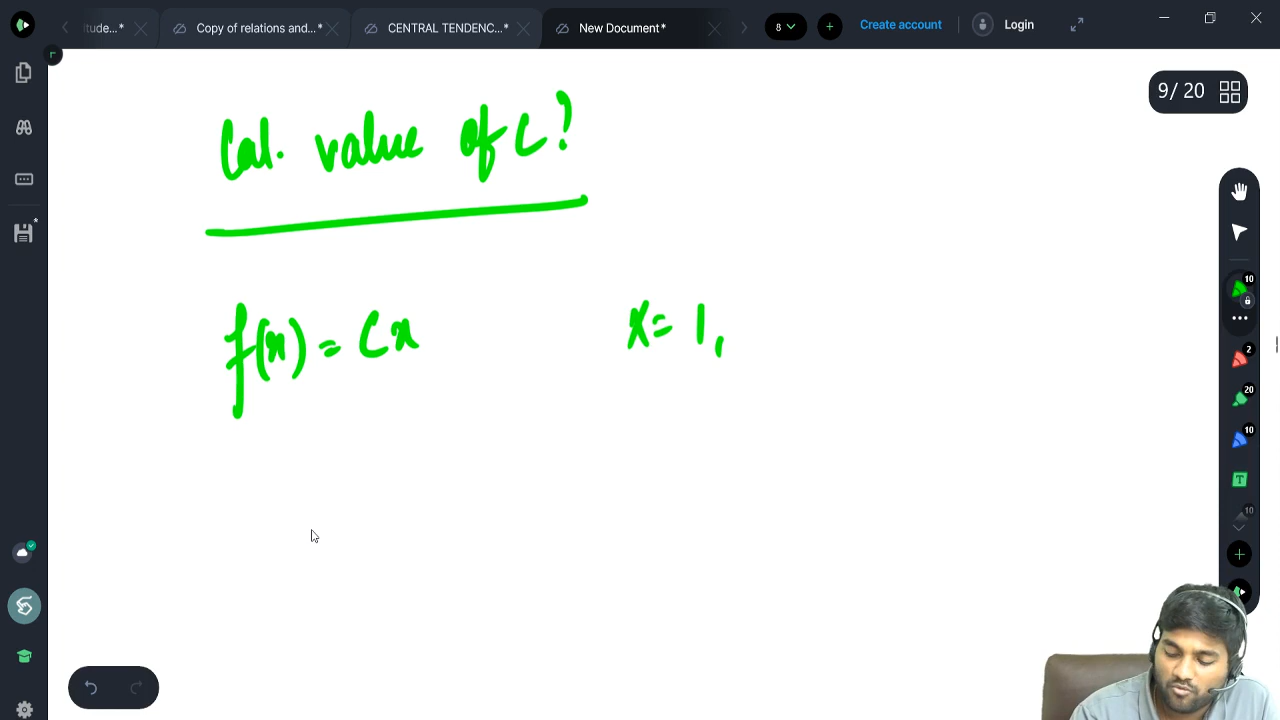 itude...*
Copy of relations and...*
CENTRAL TENDENC...*
New Document*
8
Create account
Login
9/ 20
Cal. value of C?
f(x) = Cx
x = 1,
10
2
20
10
T
10